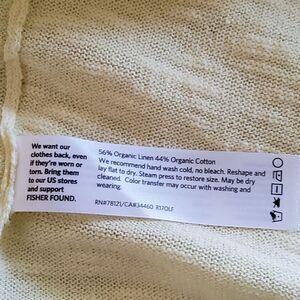 We want our
clothes back, even
if they're worn or
torn. Bring them
to our US stores
and support
FISHER FOUND.
56% Organic Linen 44% Organic Cotton
We recommend hand wash cold, no bleach. Reshape and
lay flat to dry. Steam press to restore size. May be dry
cleaned. Color transfer may occur with washing and
wearing.
RN#78121/CA#34460 R17OLF